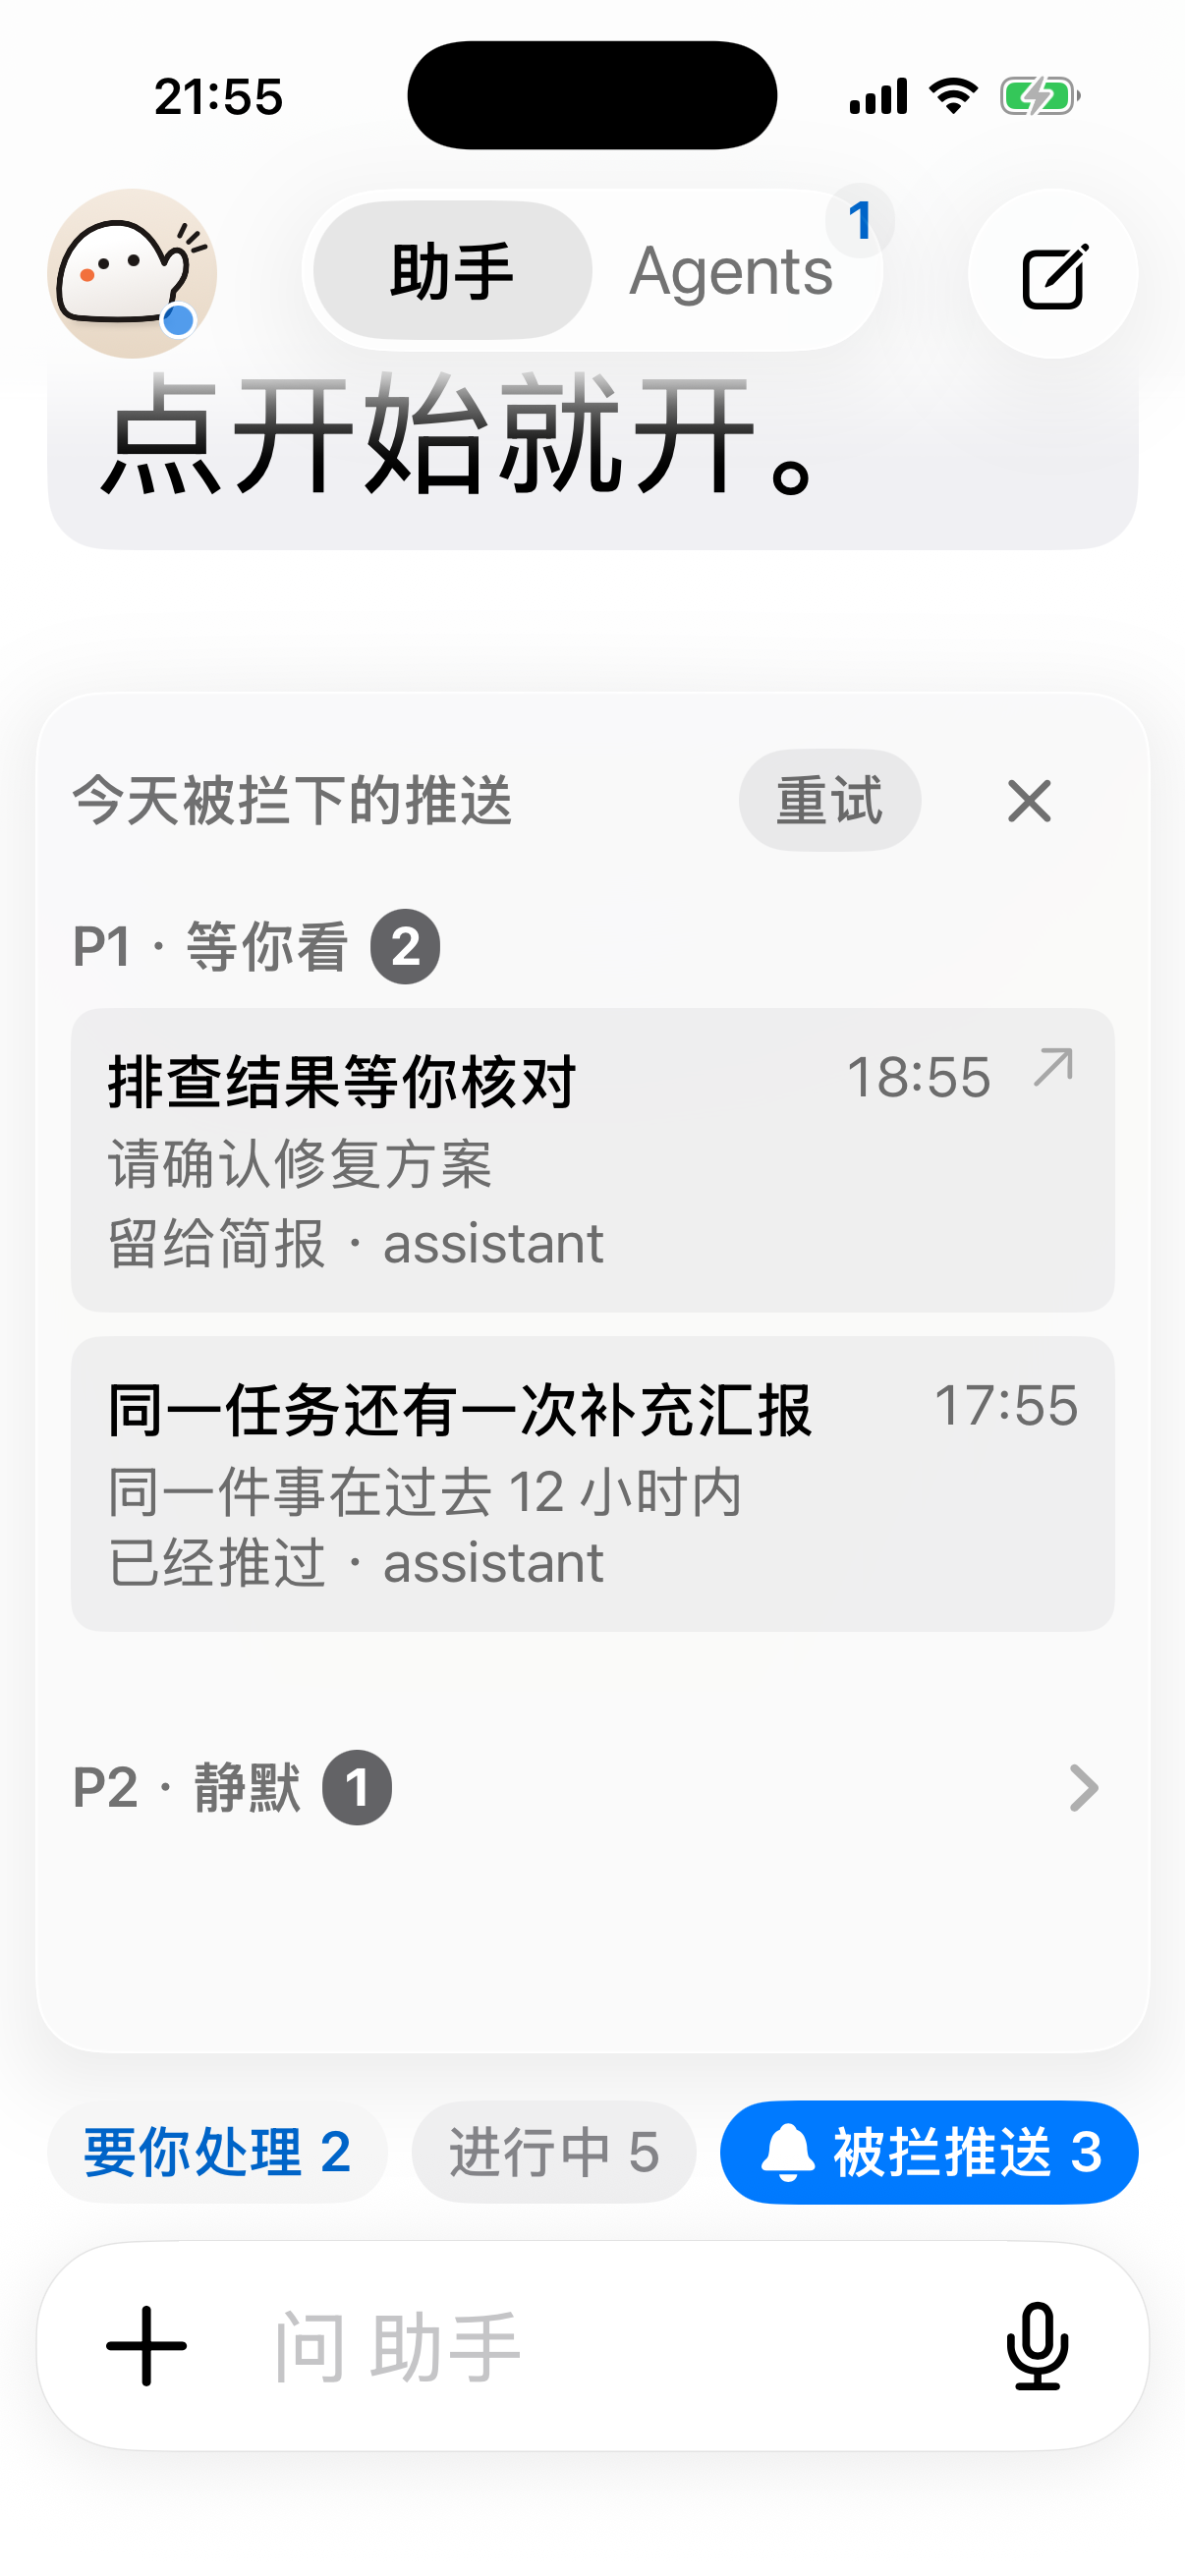 21:55
助手
Agents
1
点开始就开。
今天被拦下的推送
重试
P1 · 等你看 2
排查结果等你核对
18:55
请确认修复方案
留给简报 · assistant
同一任务还有一次补充汇报
17:55
同一件事在过去 12 小时内
已经推过 · assistant
P2 · 静默 1
要你处理 2
进行中 5
被拦推送 3
问 助手